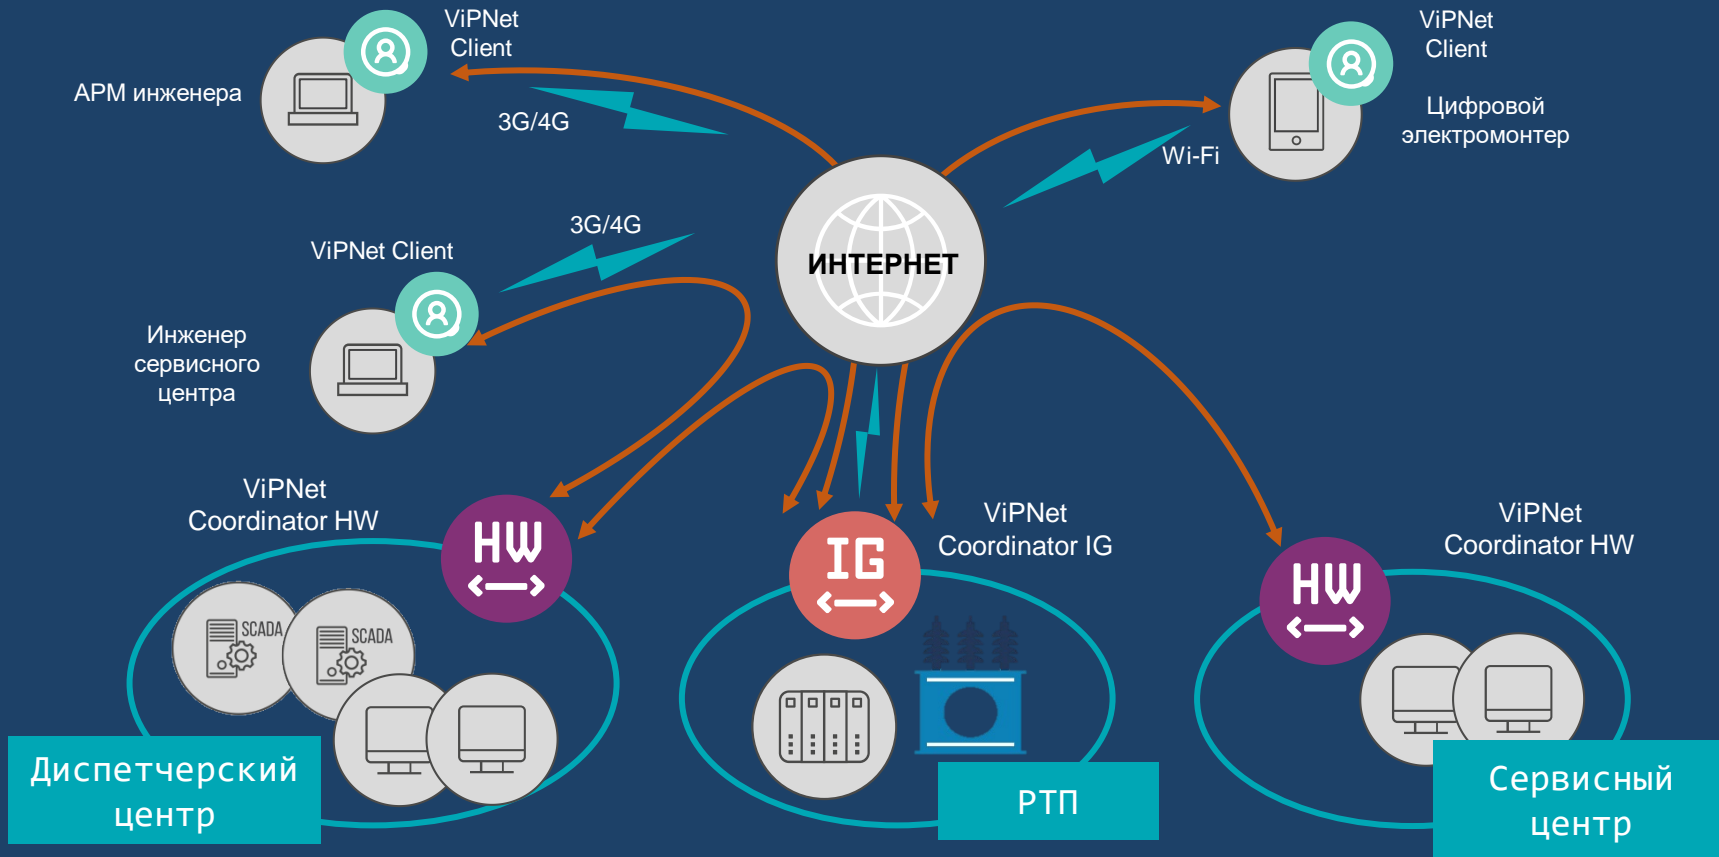 ViPNet
Client
АРМ инженера
3G/4G
ViPNet
Client
Цифровой
электромонтер
Wi-Fi
ИНТЕРНЕТ
3G/4G
ViPNet Client
Инженер
сервисного
центра
ViPNet
Coordinator HW
HW
ViPNet
Coordinator IG
IG
ViPNet
Coordinator HW
HW
SCADA
SCADA
Диспетчерский
центр
РТП
Сервисный
центр